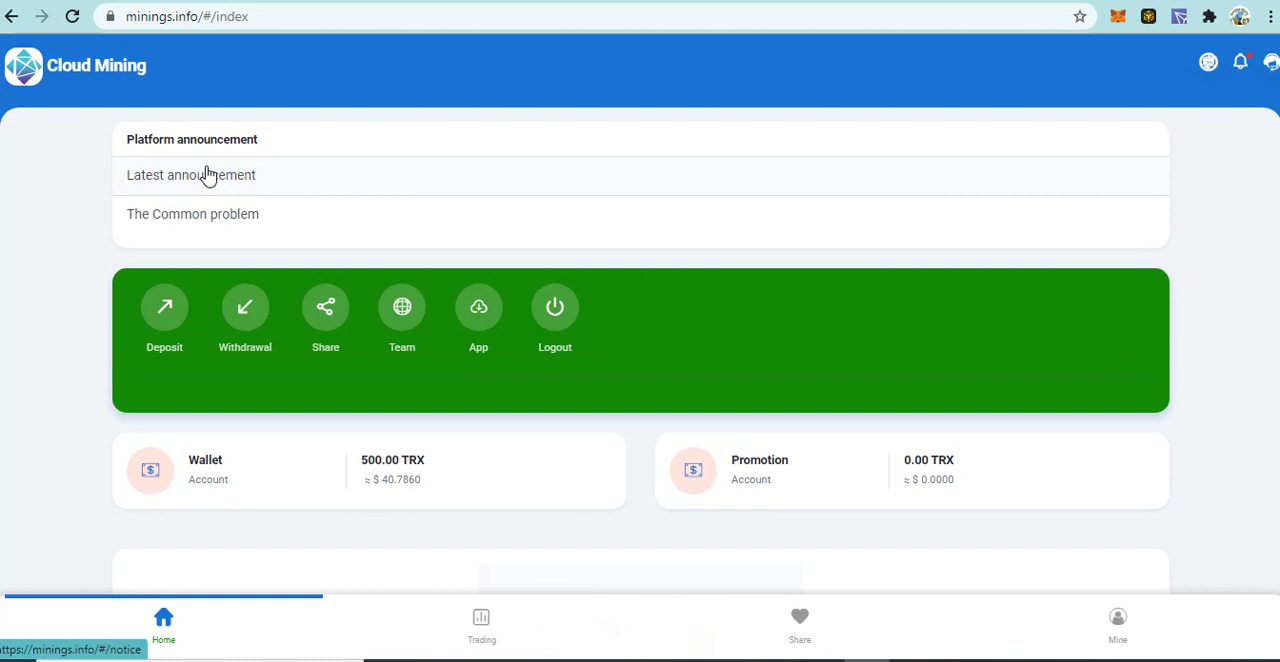 minings.info/#/index
Cloud Mining
Platform announcement
Latest announcement
The Common problem
Deposit
Withdrawal
Share
Team
App
Logout
Wallet
Account
500.00 TRX
≈ $ 40.7860
Promotion
Account
0.00 TRX
≈ $ 0.0000
Home
Trading
Share
Mine
https://minings.info/#/notice